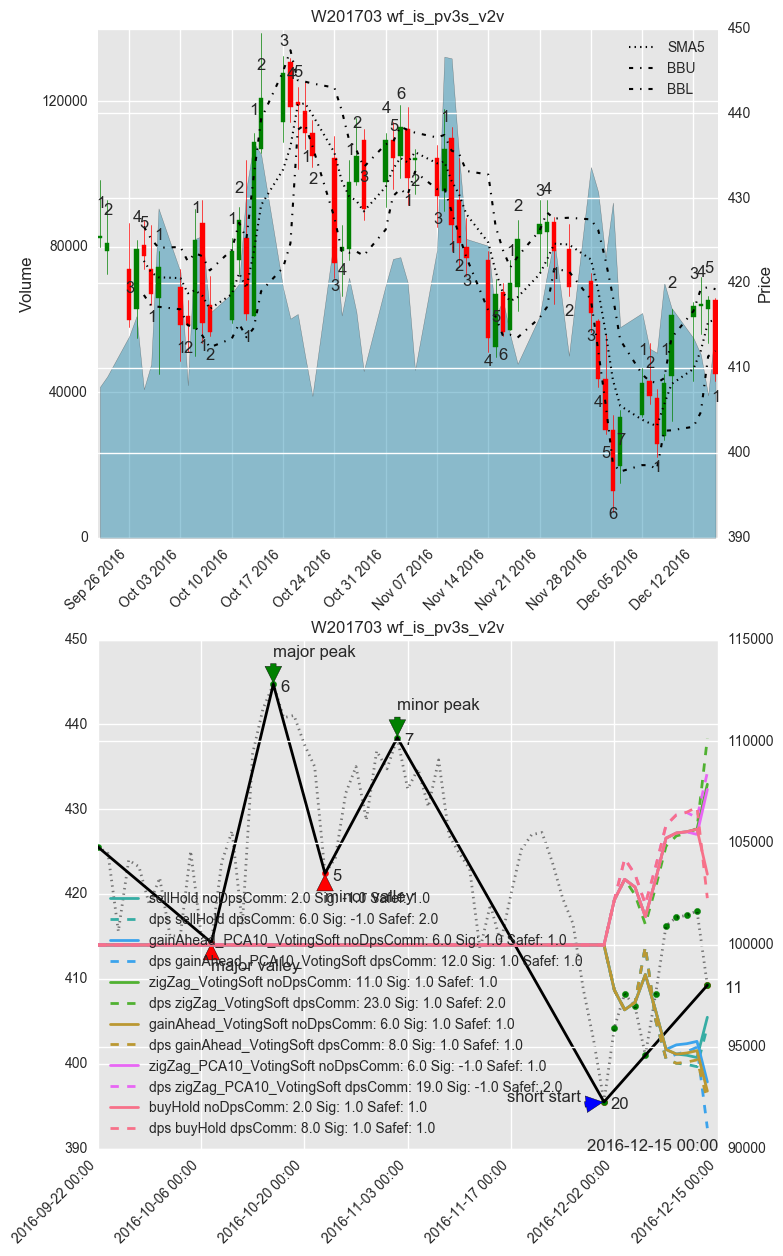 W201703 wf_is_pv3s_v2v
SMA5
BBU
BBL
Volume
120000
80000
40000
0
Price
450
440
430
420
410
400
390
Sep 26 2016
Oct 03 2016
Oct 10 2016
Oct 17 2016
Oct 24 2016
Oct 31 2016
Nov 07 2016
Nov 14 2016
Nov 21 2016
Nov 28 2016
Dec 05 2016
Dec 12 2016
W201703 wf_is_pv3s_v2v
450
440
430
420
410
400
390
115000
110000
105000
100000
95000
90000
major peak
6
minor peak
7
5
minor valley
major valley
11
short start
20
sellHold noDpsComm: 2.0 Sig: -1.0 Safef: 1.0
dps sellHold dpsComm: 6.0 Sig: -1.0 Safef: 2.0
gainAhead_PCA10_VotingSoft noDpsComm: 6.0 Sig: 1.0 Safef: 1.0
dps gainAhead_PCA10_VotingSoft dpsComm: 12.0 Sig: 1.0 Safef: 1.0
zigZag_VotingSoft noDpsComm: 11.0 Sig: 1.0 Safef: 1.0
dps zigZag_VotingSoft dpsComm: 23.0 Sig: 1.0 Safef: 2.0
gainAhead_VotingSoft noDpsComm: 6.0 Sig: 1.0 Safef: 1.0
dps gainAhead_VotingSoft dpsComm: 8.0 Sig: 1.0 Safef: 1.0
zigZag_PCA10_VotingSoft noDpsComm: 6.0 Sig: -1.0 Safef: 1.0
dps zigZag_PCA10_VotingSoft dpsComm: 19.0 Sig: -1.0 Safef: 2.0
buyHold noDpsComm: 2.0 Sig: 1.0 Safef: 1.0
dps buyHold dpsComm: 8.0 Sig: 1.0 Safef: 1.0
2016-12-15 00:00
2016-09-22 00:00
2016-10-06 00:00
2016-10-20 00:00
2016-11-03 00:00
2016-11-17 00:00
2016-12-02 00:00
2016-12-15 00:00